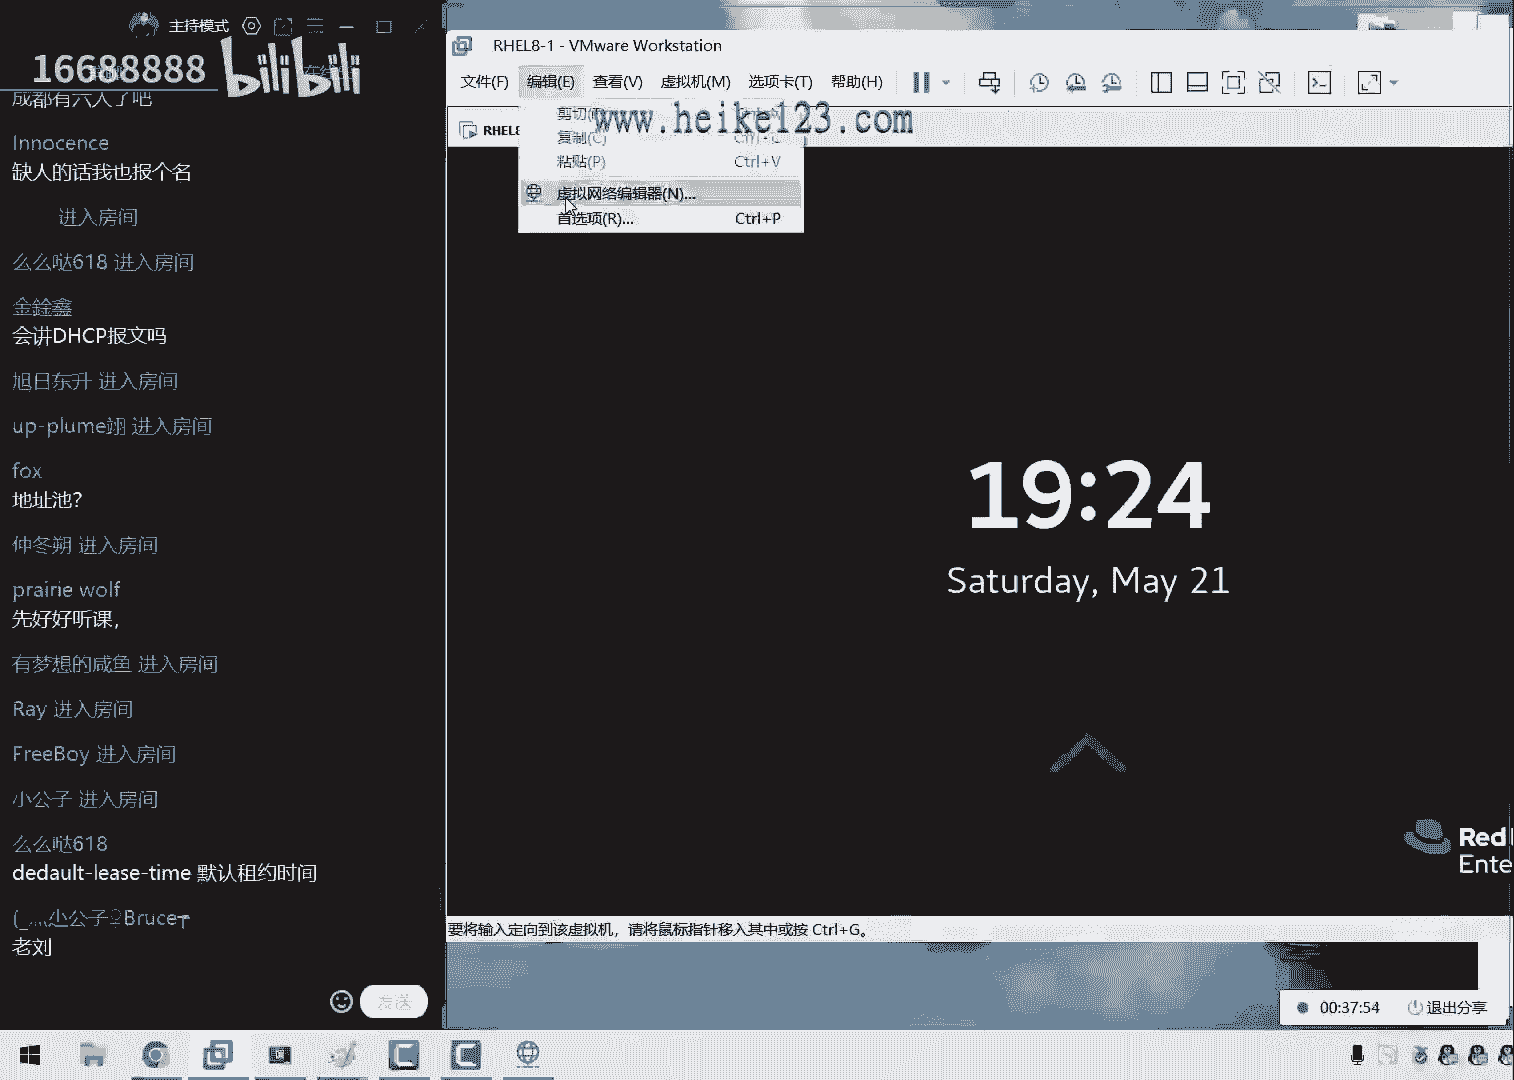 主持模式
16688888
bilibili
成都有六人了吧
Innocence
缺人的话我也报个名
进入房间
么么哒618 进入房间
金鎿鑫
会讲DHCP报文吗
旭日东升 进入房间
up-plume翊 进入房间
fox
地址池?
仲冬朔 进入房间
prairie wolf
先好好听课,
有梦想的咸鱼 进入房间
Ray 进入房间
FreeBoy 进入房间
小公子 进入房间
么么哒618
dedault-lease-time 默认租约时间
老刘
发送
RHEL8-1 - VMware Workstation
文件(F) 编辑(E) 查看(V) 虚拟机(M) 选项卡(T) 帮助(H)
www.heike123.com
RHEL8
剪切
复制(C) Ctrl+C
粘贴(P) Ctrl+V
虚拟网络编辑器(N)...
首选项(R)... Ctrl+P
19:24
Saturday, May 21
Red
Ente
要将输入定向到该虚拟机，请将鼠标指针移入其中或按 Ctrl+G。
00:37:54 退出分享